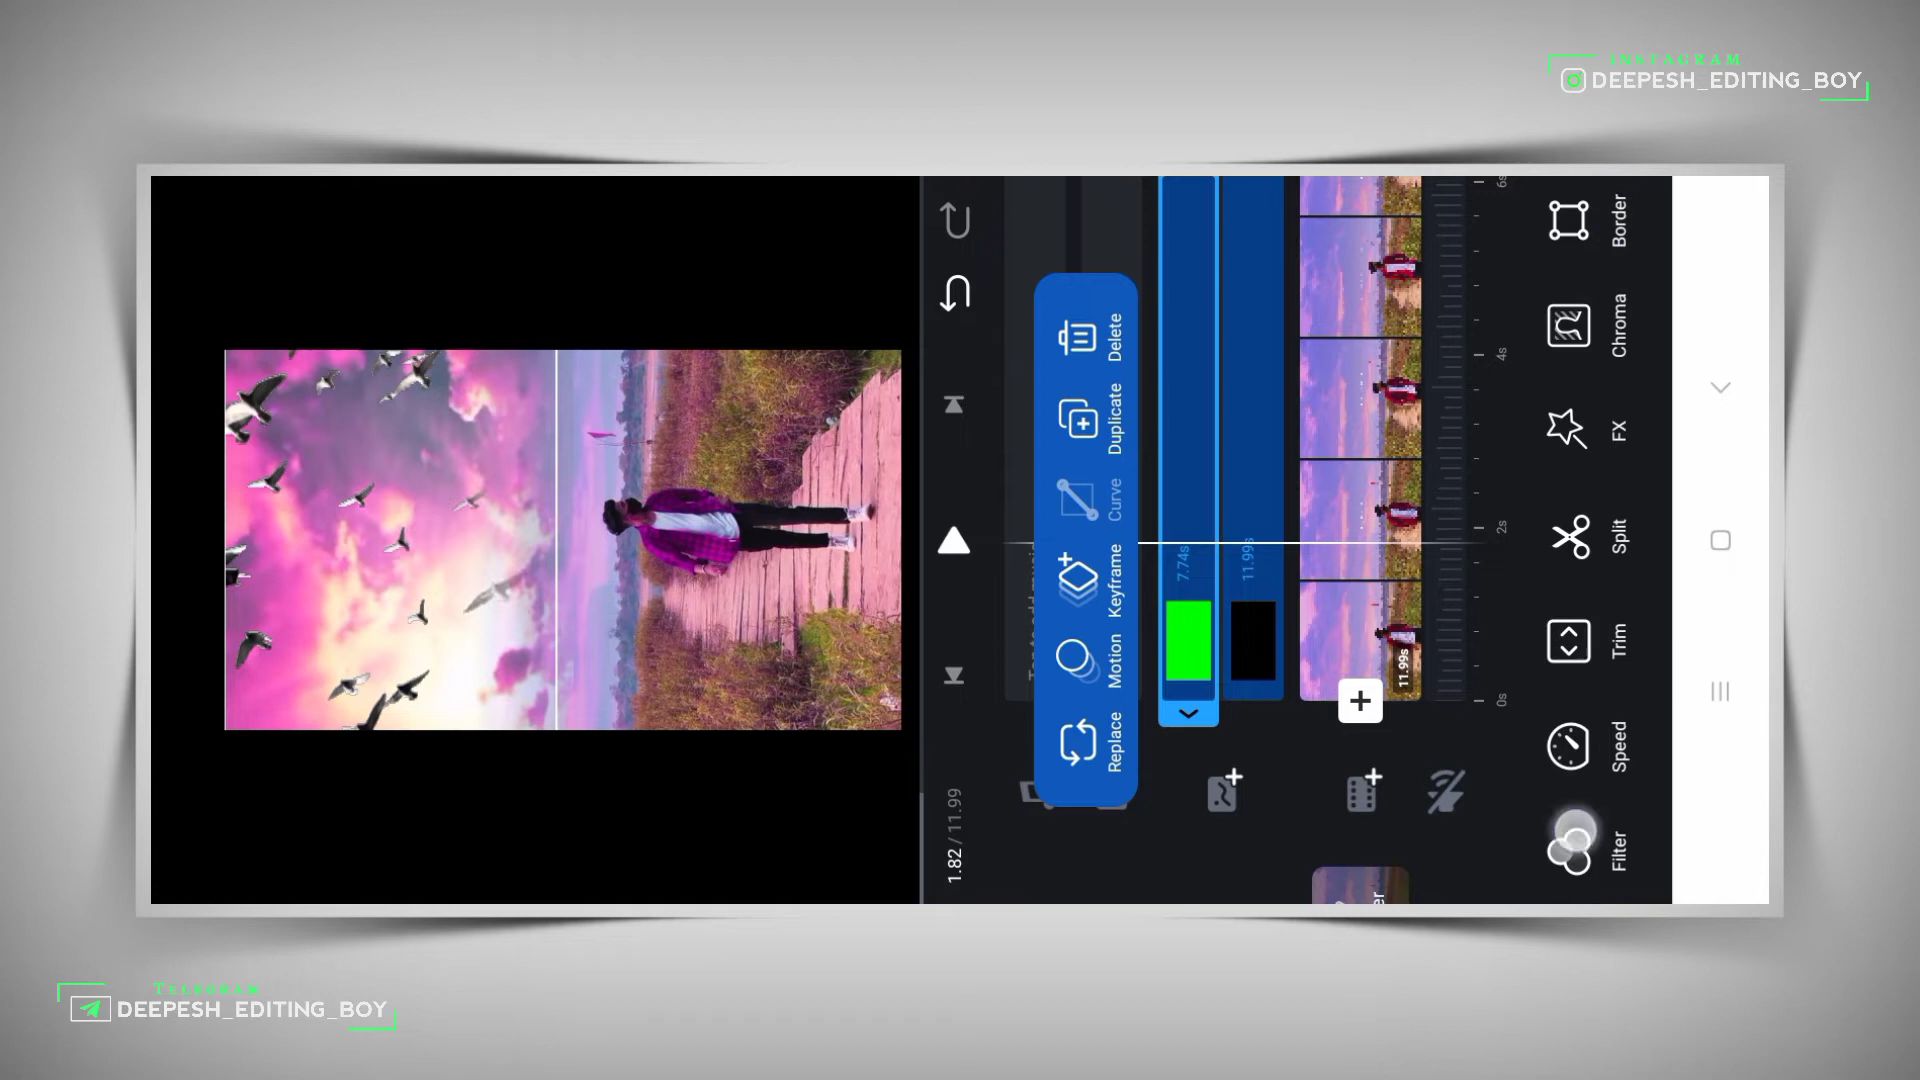 INSTAGRAM
DEEPESH_EDITING_BOY
Delete
Duplicate
Curve
Keyframe
Motion
Replace
7.74s
11.99s
11.99s
6s
4s
2s
0s
1.82 / 11.99
Border
Chroma
FX
Split
Trim
Speed
Filter
TELEGRAM
DEEPESH_EDITING_BOY